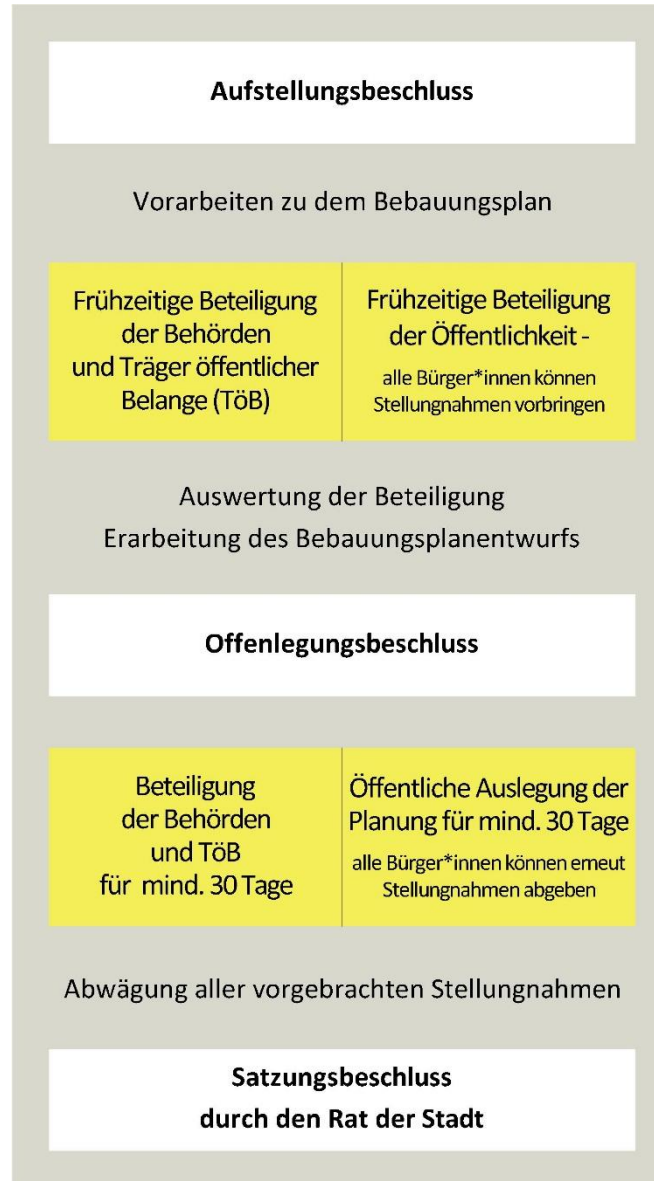 Aufstellungsbeschluss
Vorarbeiten zu dem Bebauungsplan
Frühzeitige Beteiligung
der Behörden
und Träger öffentlicher
Belange (TöB)
Frühzeitige Beteiligung
der Öffentlichkeit -
alle Bürger*innen können
Stellungnahmen vorbringen
Auswertung der Beteiligung
Erarbeitung des Bebauungsplanentwurfs
Offenlegungsbeschluss
Beteiligung
der Behörden
und TöB
für mind. 30 Tage
Öffentliche Auslegung der
Planung für mind. 30 Tage
alle Bürger*innen können erneut
Stellungnahmen abgeben
Abwägung aller vorgebrachten Stellungnahmen
Satzungsbeschluss
durch den Rat der Stadt